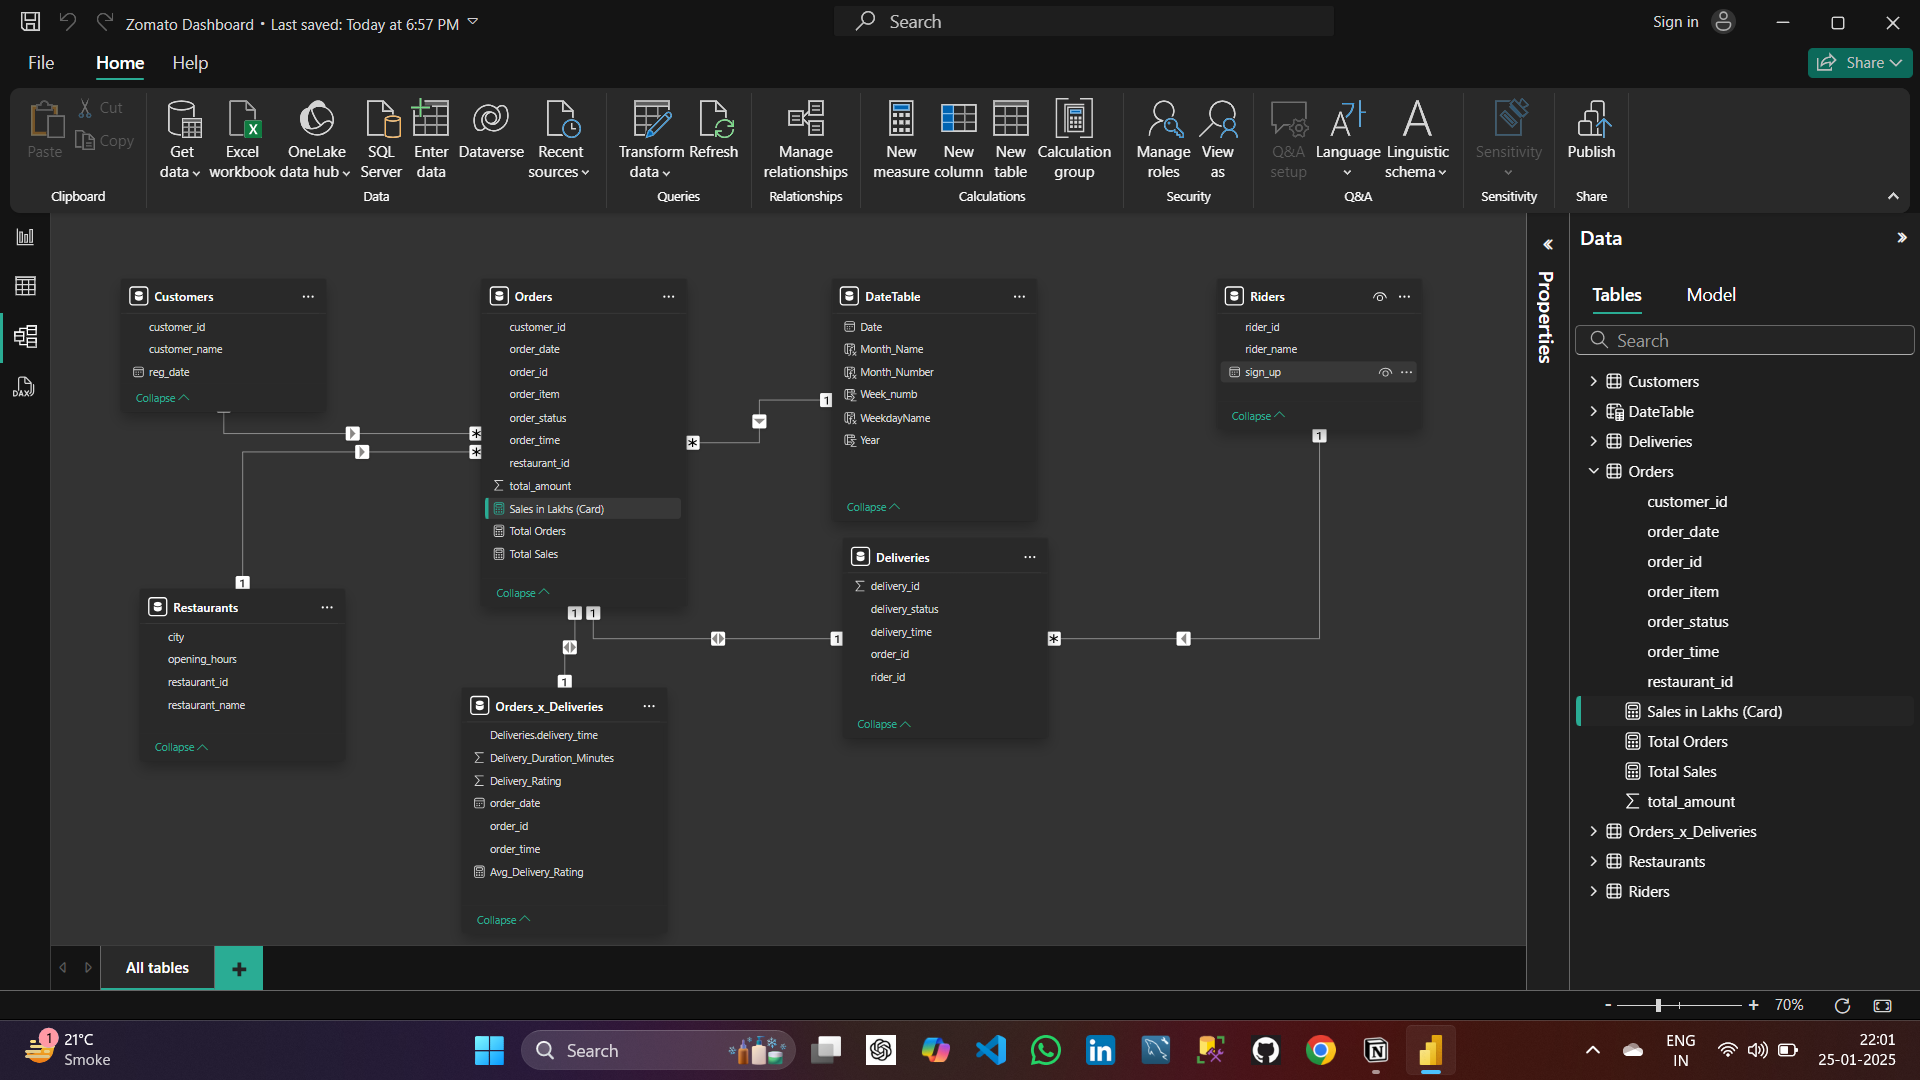 Zomato Dashboard • Last saved: Today at 6:57 PM
Search
Sign in
File
Home
Help
Share
Paste
Cut
Copy
Clipboard
Get data
Excel workbook
OneLake data hub
SQL Server
Enter data
Dataverse
Recent sources
Data
Transform data
Refresh
Queries
Manage relationships
Relationships
New measure
New column
New table
Calculation group
Calculations
Manage roles
View as
Security
Q&A setup
Language
Linguistic schema
Q&A
Sensitivity
Sensitivity
Publish
Share
DAX
Customers
customer_id
customer_name
reg_date
Collapse
Orders
customer_id
order_date
order_id
order_item
order_status
order_time
restaurant_id
total_amount
Sales in Lakhs (Card)
Total Orders
Total Sales
Collapse
DateTable
Date
Month_Name
Month_Number
Week_numb
WeekdayName
Year
Collapse
Riders
rider_id
rider_name
sign_up
Collapse
Restaurants
city
opening_hours
restaurant_id
restaurant_name
Collapse
Deliveries
delivery_id
delivery_status
delivery_time
order_id
rider_id
Collapse
Orders_x_Deliveries
Deliveries.delivery_time
Delivery_Duration_Minutes
Delivery_Rating
order_date
order_id
order_time
Avg_Delivery_Rating
Collapse
1
*
*
1
*
1
1
1
1
1
*
1
Properties
Data
Tables
Model
Search
Customers
DateTable
Deliveries
Orders
customer_id
order_date
order_id
order_item
order_status
order_time
restaurant_id
Sales in Lakhs (Card)
Total Orders
Total Sales
total_amount
Orders_x_Deliveries
Restaurants
Riders
All tables
+
- + 70%
1
21°C
Smoke
Search
ENG
IN
22:01
25-01-2025